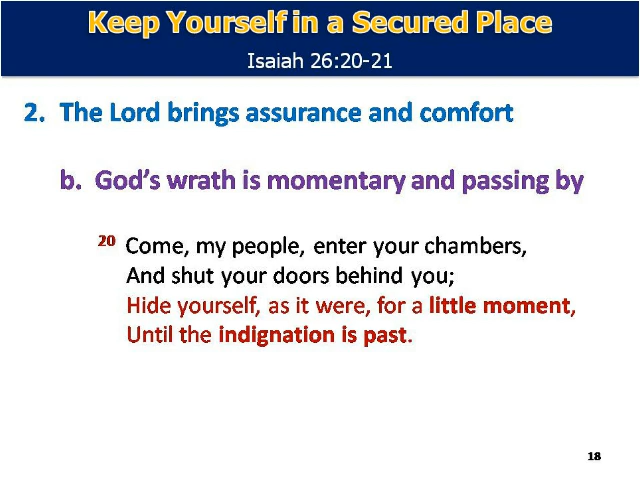 Keep Yourself in a Secured Place
Isaiah 26:20-21
2. The Lord brings assurance and comfort
b. God's wrath is momentary and passing by
20 Come, my people, enter your chambers,
And shut your doors behind you;
Hide yourself, as it were, for a little moment,
Until the indignation is past.
18